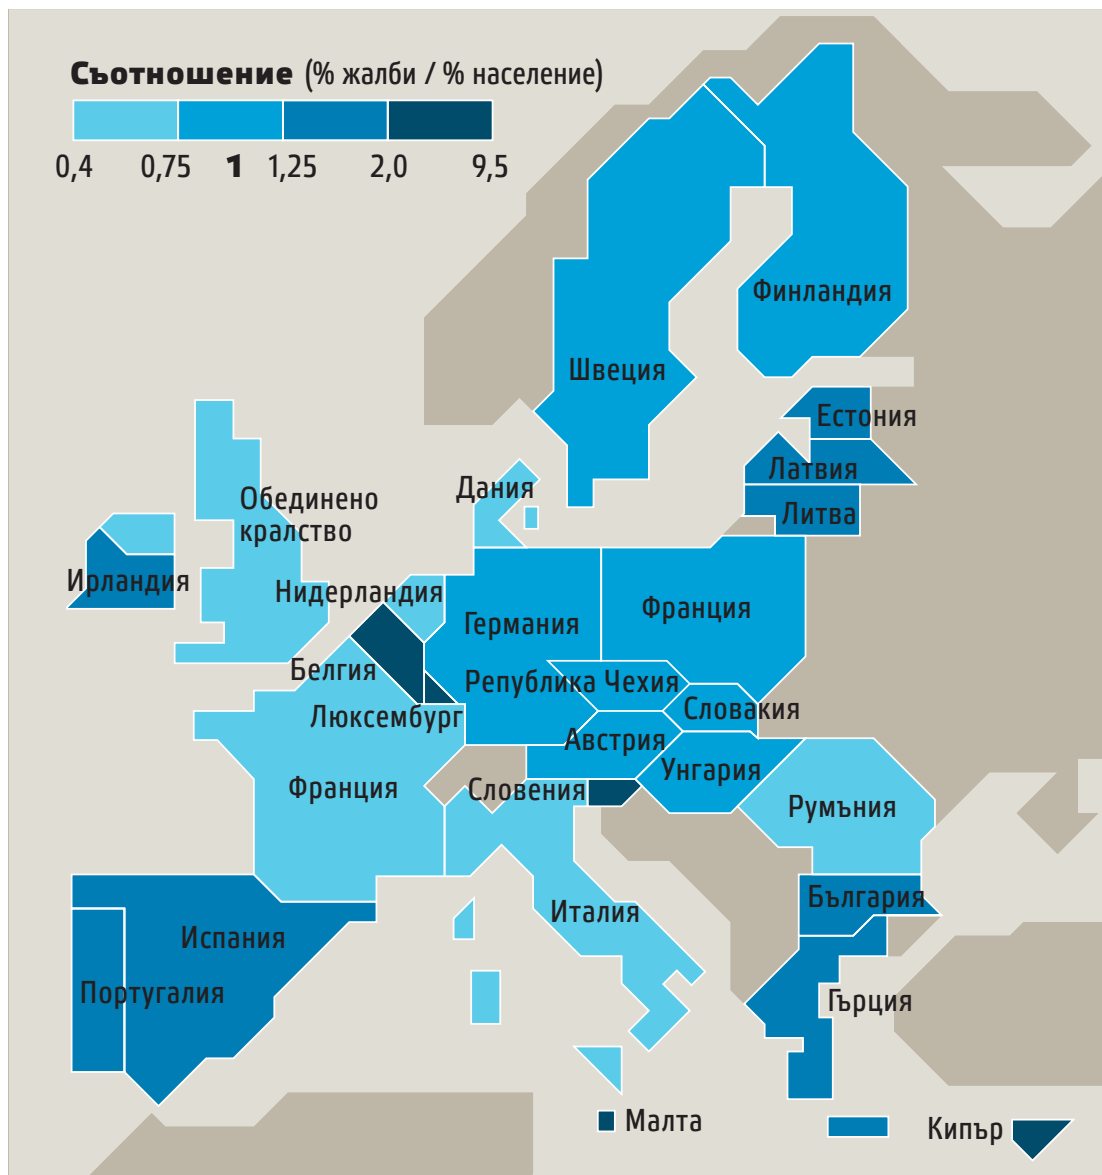 Съотношение (% жалби / % население)
0,4 0,75 1 1,25 2,0 9,5
Финландия
Швеция
Естония
Латвия
Литва
Дания
Обединено
кралство
Ирландия
Нидерландия
Германия
Франция
Белгия
Република Чехия
Люксембург
Словакия
Австрия
Унгария
Франция
Словения
Румъния
България
Италия
Испания
Португалия
Гърция
Малта
Кипър